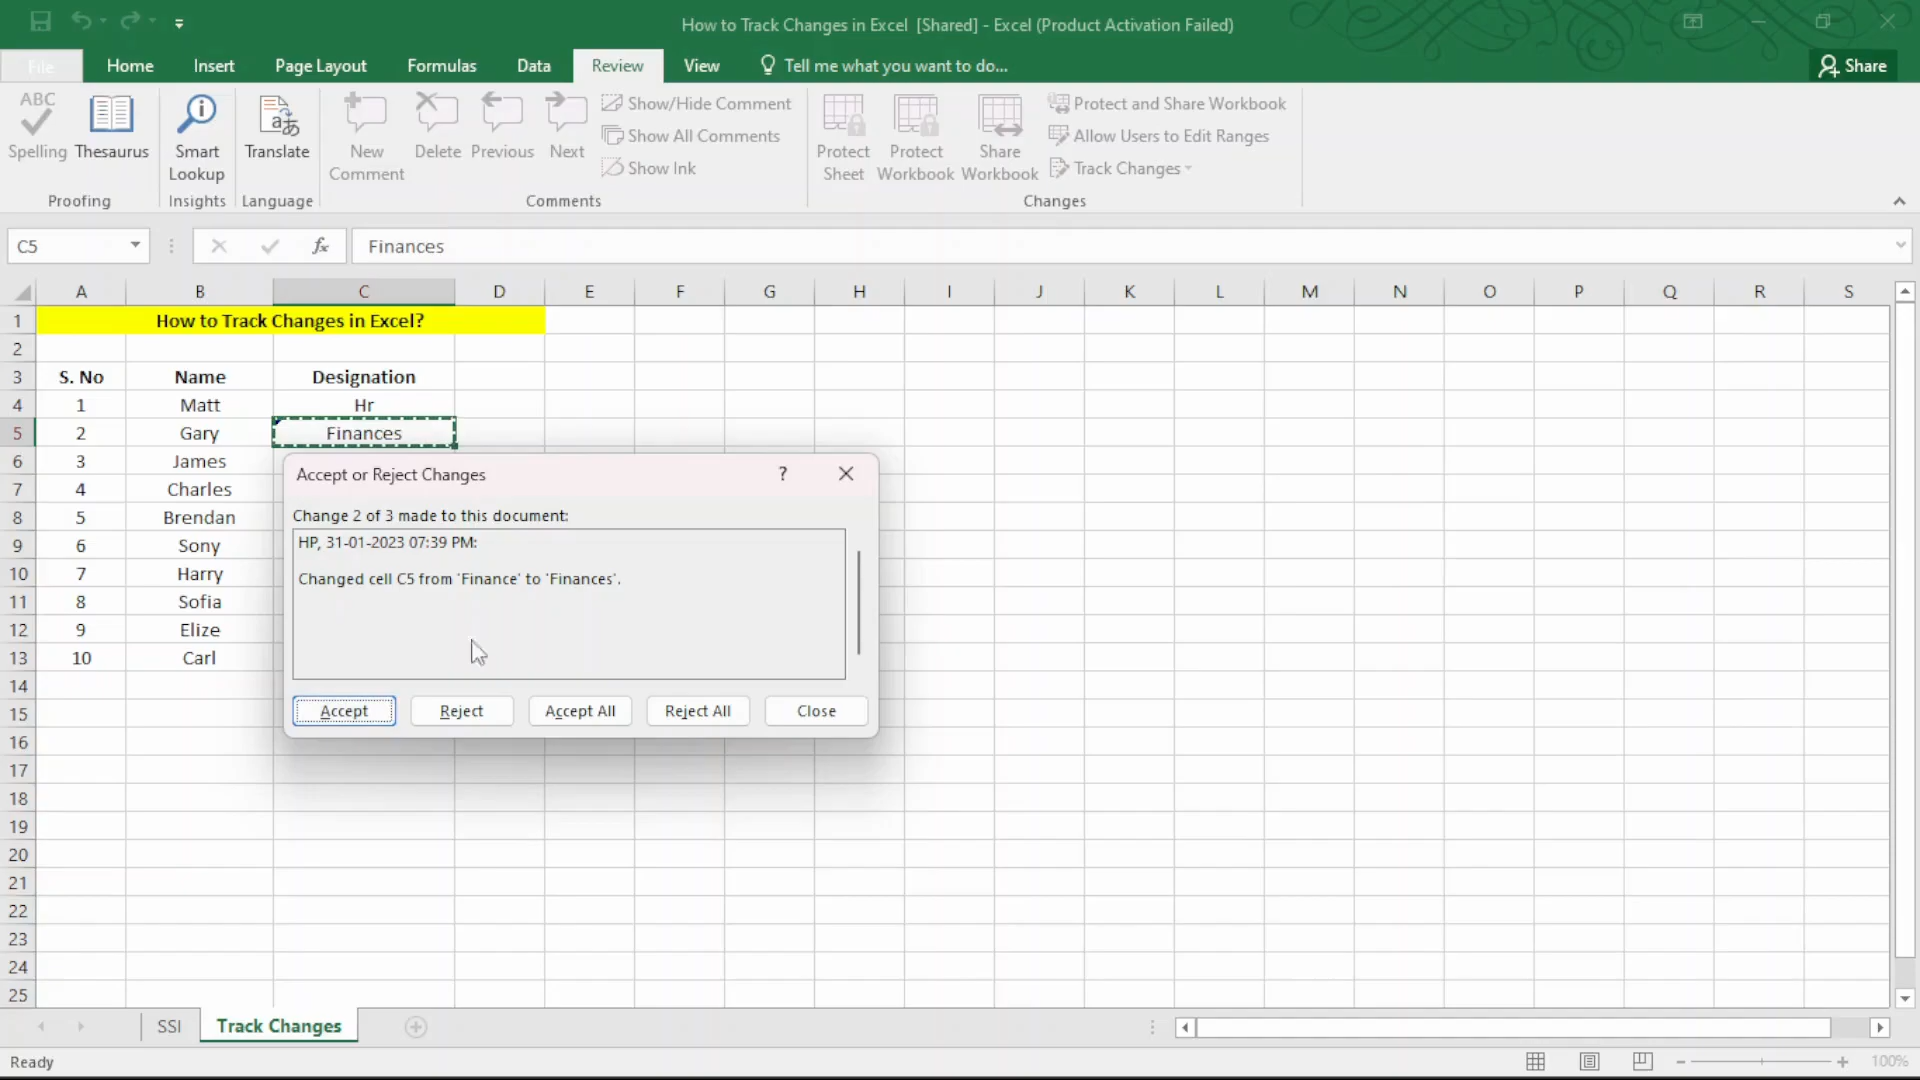 How to Track Changes in Excel [Shared] - Excel (Product Activation Failed)
File Home Insert Page Layout Formulas Data Review View Tell me what you want to do... Share
ABC
Spelling Thesaurus Smart Lookup Translate New Comment Delete Previous Next Show/Hide Comment Show All Comments Show Ink Protect Sheet Protect Workbook Share Workbook Protect and Share Workbook Allow Users to Edit Ranges Track Changes
Proofing Insights Language Comments Changes
C5 fx Finances
A B C D E F G H I J K L M N O P Q R S
1 How to Track Changes in Excel?
2
3 S. No Name Designation
4 1 Matt Hr
5 2 Gary Finances
6 3 James
7 4 Charles
8 5 Brendan
9 6 Sony
10 7 Harry
11 8 Sofia
12 9 Elize
13 10 Carl
14
15
16
17
18
19
20
21
22
23
24
25
Accept or Reject Changes ?
Change 2 of 3 made to this document:
HP, 31-01-2023 07:39 PM:
Changed cell C5 from 'Finance' to 'Finances'.
Accept Reject Accept All Reject All Close
SSI Track Changes
Ready 100%